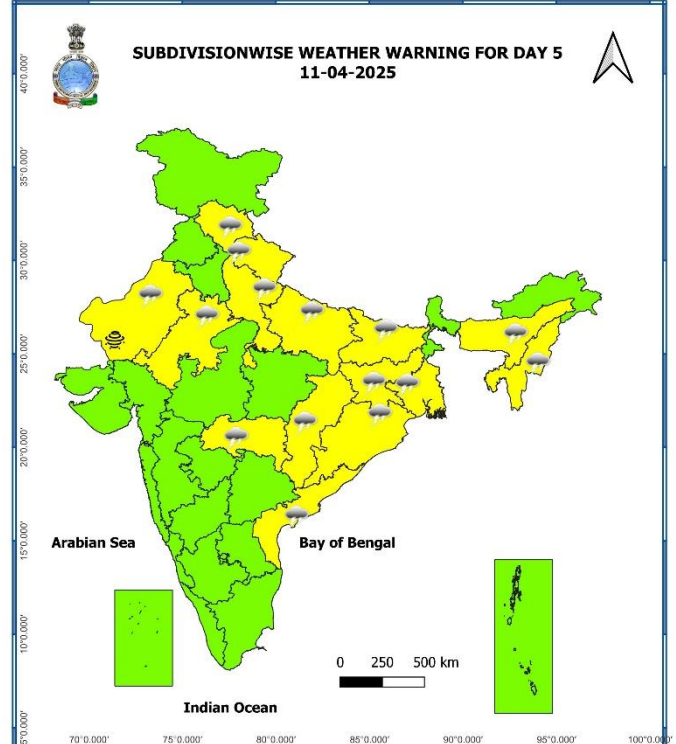 SUBDIVISIONWISE WEATHER WARNING FOR DAY 5
11-04-2025
40°0.000'
35°0.000'
30°0.000'
25°0.000'
20°0.000'
15°0.000'
10°0.000'
5°0.000'
Arabian Sea
Bay of Bengal
0 250 500 km
Indian Ocean
70°0.000' 75°0.000' 80°0.000' 85°0.000' 90°0.000' 95°0.000' 100°0.000'